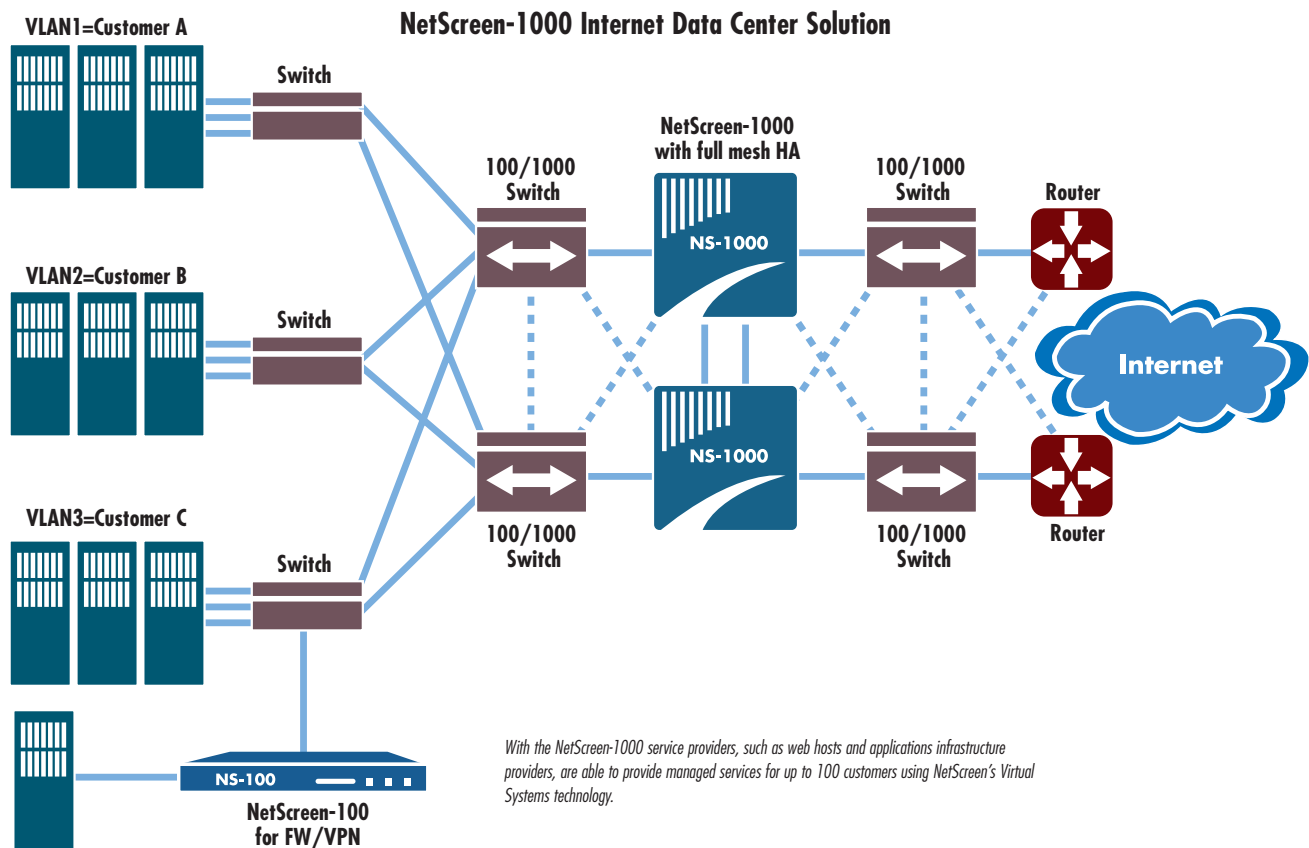 NetScreen-1000 Internet Data Center Solution
VLAN1=Customer A
Switch
NetScreen-1000
with full mesh HA
100/1000
Switch
100/1000
Switch
Router
NS-1000
VLAN2=Customer B
Switch
Internet
NS-1000
100/1000
Switch
100/1000
Switch
Router
VLAN3=Customer C
Switch
NS-100
NetScreen-100
for FW/VPN
With the NetScreen-1000 service providers, such as web hosts and applications infrastructure
providers, are able to provide managed services for up to 100 customers using NetScreen's Virtual
Systems technology.